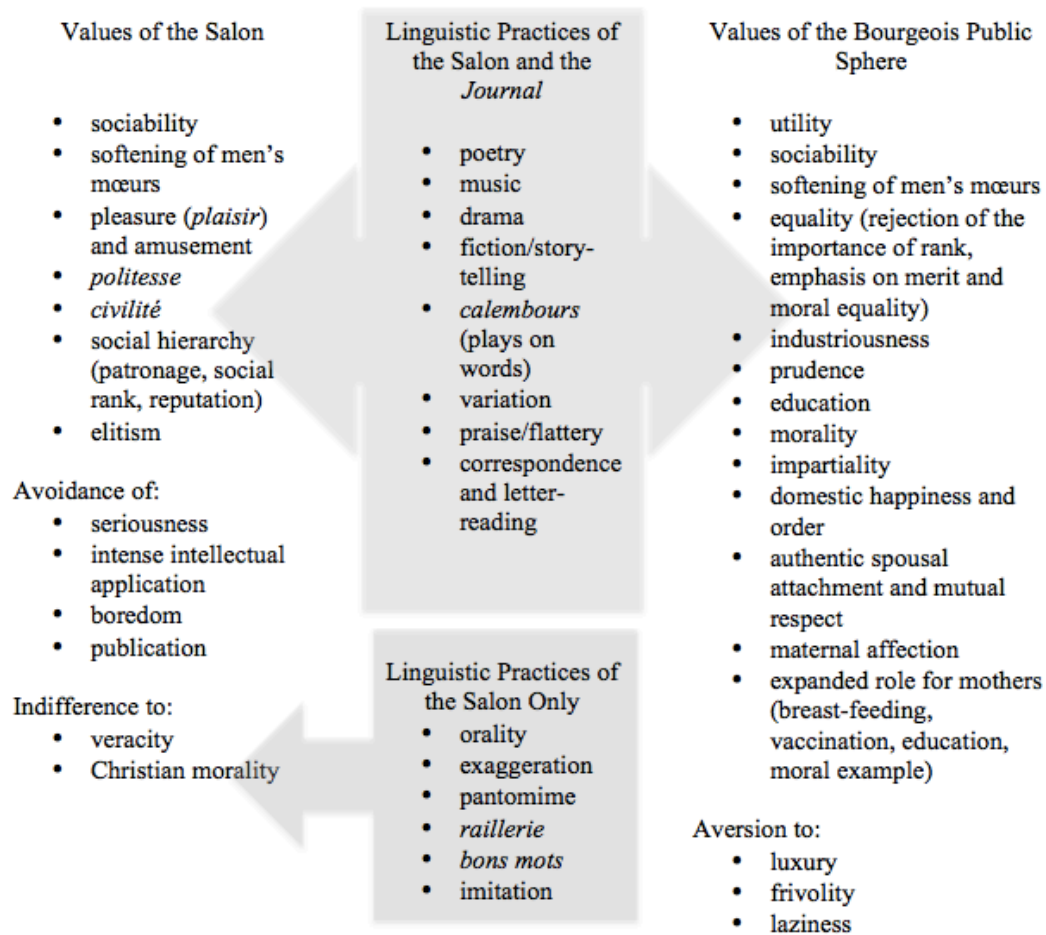 Values of the Salon
• sociability
• softening of men's
mœurs
• pleasure (plaisir)
and amusement
• politesse
• civilité
• social hierarchy
(patronage, social
rank, reputation)
• elitism
Avoidance of:
• seriousness
• intense intellectual
application
• boredom
• publication
Indifference to:
• veracity
• Christian morality
Linguistic Practices of
the Salon and the
Journal
• poetry
• music
• drama
• fiction/story-
telling
• calembours
(plays on
words)
• variation
• praise/flattery
• correspondence
and letter-
reading
Linguistic Practices of
the Salon Only
• orality
• exaggeration
• pantomime
• raillerie
• bons mots
• imitation
Values of the Bourgeois Public
Sphere
• utility
• sociability
• softening of men's mœurs
• equality (rejection of the
importance of rank,
emphasis on merit and
moral equality)
• industriousness
• prudence
• education
• morality
• impartiality
• domestic happiness and
order
• authentic spousal
attachment and mutual
respect
• maternal affection
• expanded role for mothers
(breast-feeding,
vaccination, education,
moral example)
Aversion to:
• luxury
• frivolity
• laziness